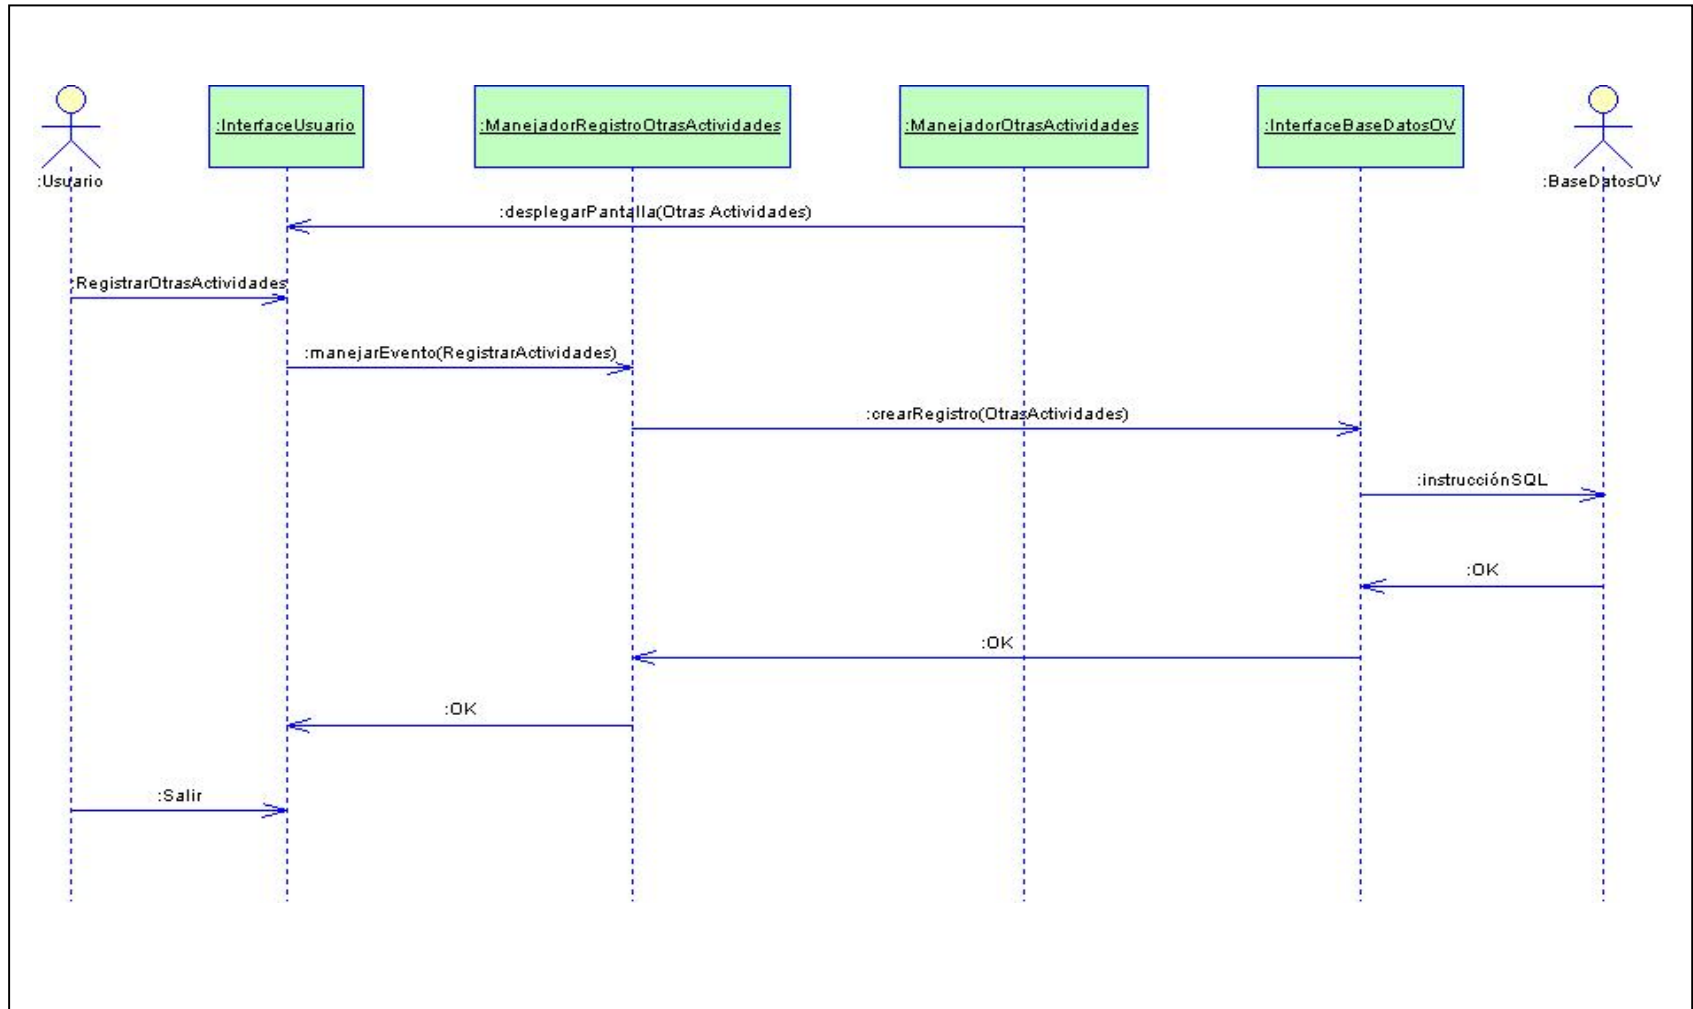 :Usuario
:InterfaceUsuario
:ManejadorRegistroOtrasActividades
:ManejadorOtrasActividades
:InterfaceBaseDatosOV
:BaseDatosOV
:desplegarPantalla(Otras Actividades)
:RegistrarOtrasActividades
:manejarEvento(RegistrarActividades)
:crearRegistro(OtrasActividades)
:instrucciónSQL
:OK
:OK
:OK
:Salir